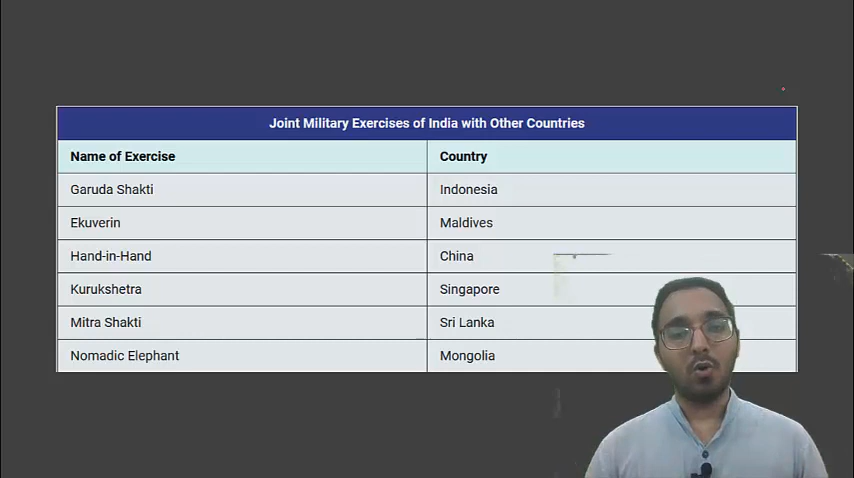 Joint Military Exercises of India with Other Countries
Name of Exercise Country
Garuda Shakti Indonesia
Ekuverin Maldives
Hand-in-Hand China
Kurukshetra Singapore
Mitra Shakti Sri Lanka
Nomadic Elephant Mongolia